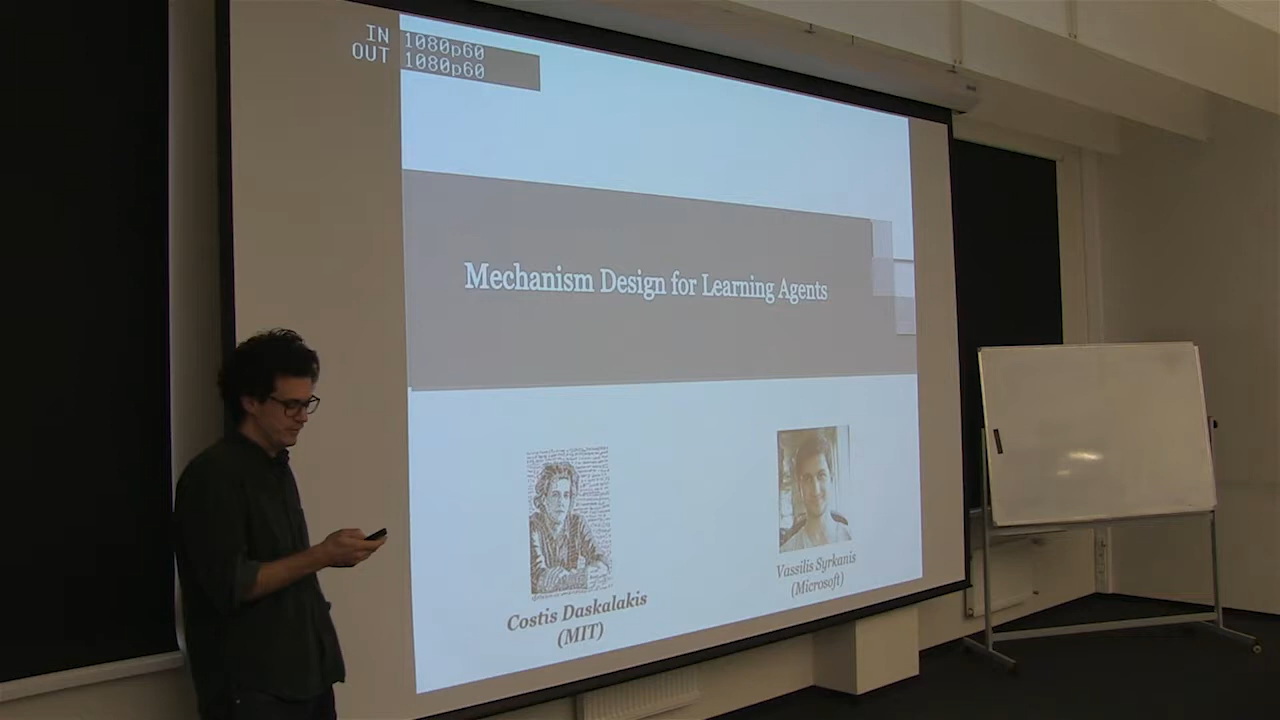 IN 1080p60
OUT 1080p60
Mechanism Design for Learning Agents
Costis Daskalakis
(MIT)
Vassilis Syrkanis
(Microsoft)